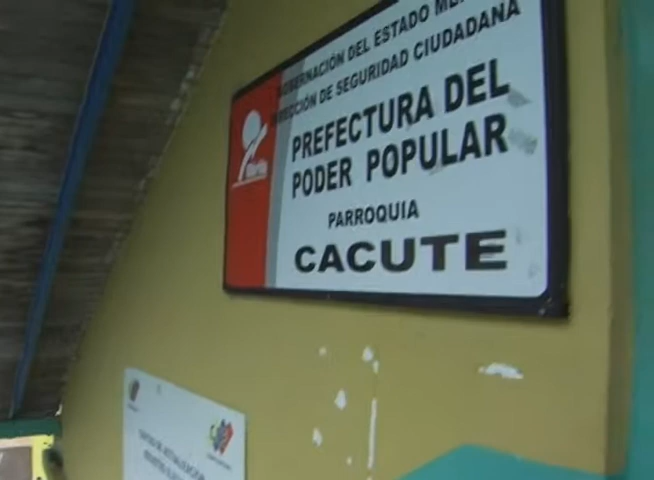 GOBERNACIÓN DEL ESTADO
DIRECCIÓN DE SEGURIDAD CIUDADANA
PREFECTURA DEL
PODER POPULAR
PARROQUIA
CACUTE